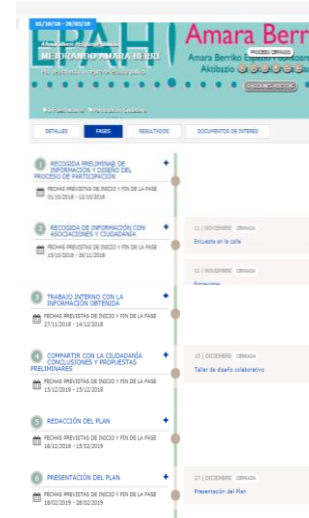 01/10/18 - 28/02/19
EPAH
Amara Berr
MEJORANDO AMARA BERRI
Amara Berriko
PROCESO CERRADO
DETALLES
FASES
RESULTADOS
DOCUMENTOS DE INTERÉS
1 RECOGIDA PRELIMINAR DE
INFORMACION Y DISEÑO DEL
PROCESO DE PARTICIPACIÓN
FECHAS PREVISTAS DE INICIO Y FIN DE LA FASE
01/10/2018 - 12/10/2018
2 RECOGIDA DE INFORMACIÓN CON
ASOCIACIONES Y CIUDADANÍA
FECHAS PREVISTAS DE INICIO Y FIN DE LA FASE
15/10/2018 - 26/11/2018
11 | NOVIEMBRE CERRADA
Encuesta en la calle
11 | NOVIEMBRE CERRADA
Entrevistas
3 TRABAJO INTERNO CON LA
INFORMACIÓN OBTENIDA
FECHAS PREVISTAS DE INICIO Y FIN DE LA FASE
27/11/2018 - 14/12/2018
4 COMPARTIR CON LA CIUDADANÍA
CONCLUSIONES Y PROPUESTAS
PRELIMINARES
FECHAS PREVISTAS DE INICIO Y FIN DE LA FASE
15/12/2018 - 15/12/2018
15 | DICIEMBRE CERRADA
Taller de diseño colaborativo
5 REDACCIÓN DEL PLAN
FECHAS PREVISTAS DE INICIO Y FIN DE LA FASE
16/12/2018 - 15/02/2019
6 PRESENTACIÓN DEL PLAN
FECHAS PREVISTAS DE INICIO Y FIN DE LA FASE
18/02/2019 - 28/02/2019
27 | DICIEMBRE CERRADA
Presentación del Plan